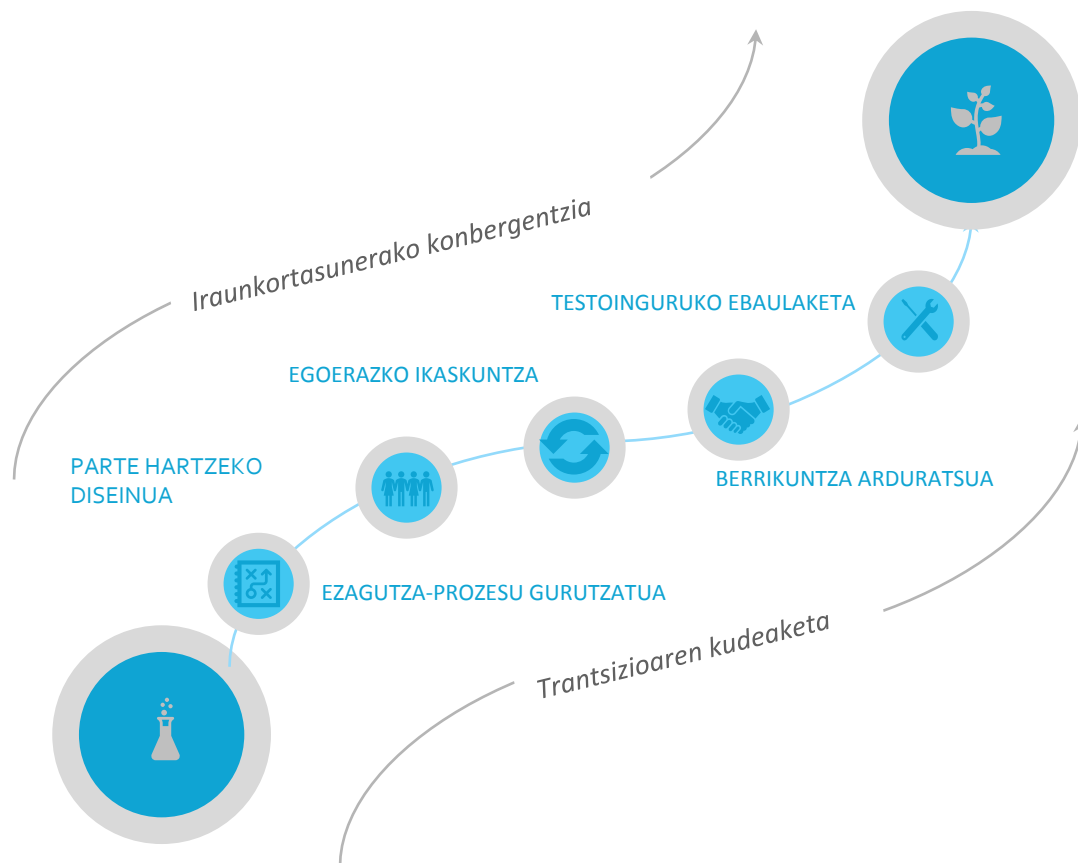 Iraunkortasunerako konbergentzia
TESTOINGURUKO EBAULAKETA
EGOERAZKO IKASKUNTZA
PARTE HARTZEKO
DISEINUA
BERRIKUNTZA ARDURATSUA
EZAGUTZA-PROZESU GURUTZATUA
Trantsizioaren kudeaketa